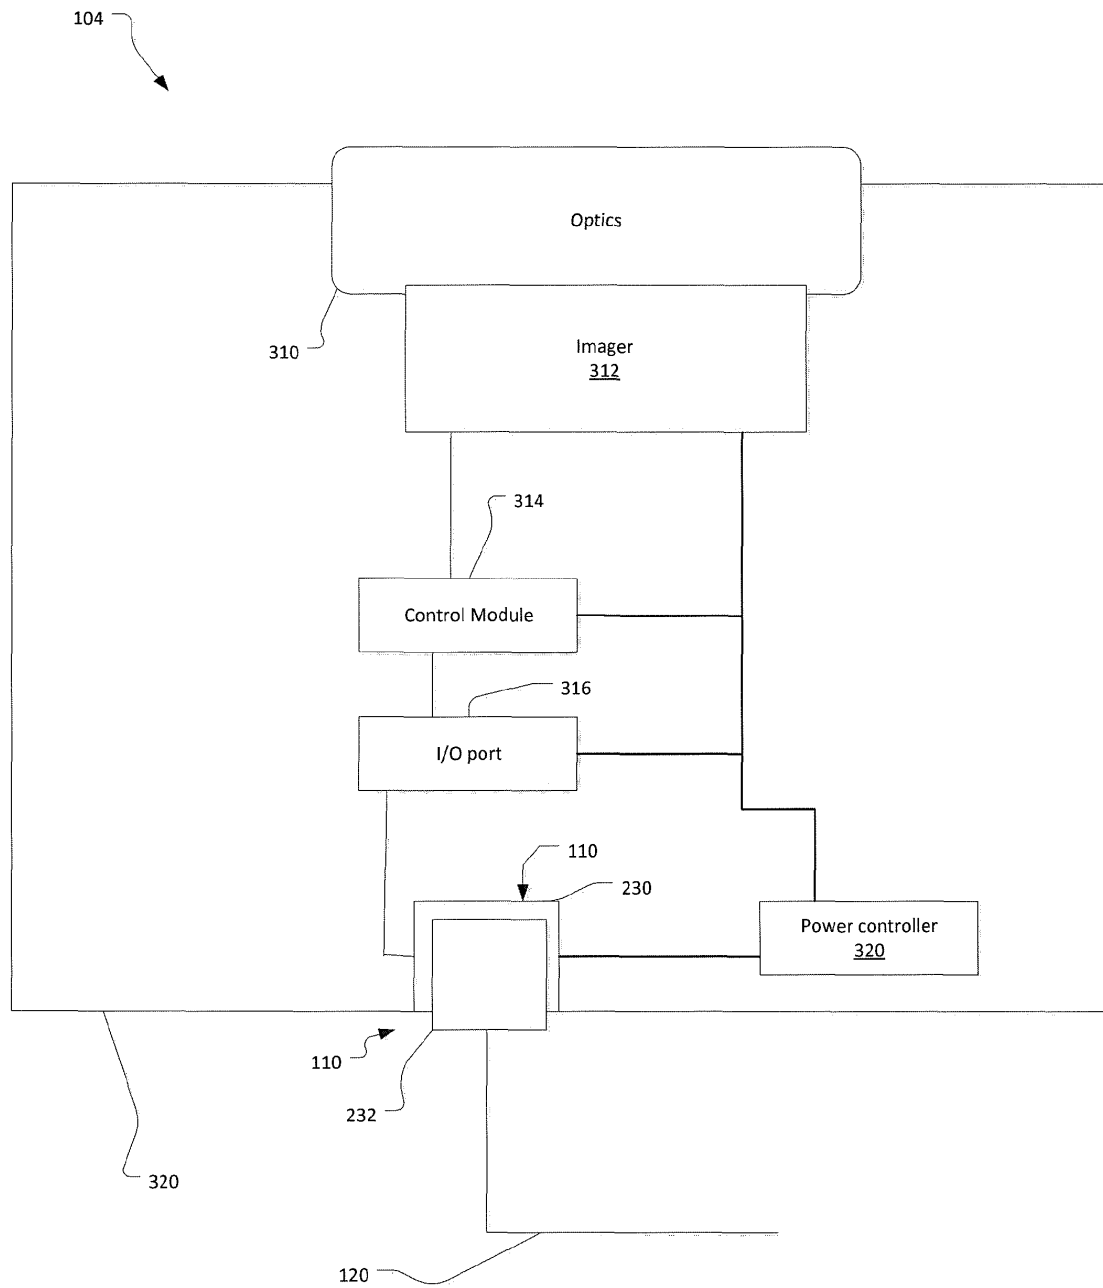 104
Optics
310
Imager
312
314
Control Module
316
I/O port
110
230
Power controller
320
110
232
320
120